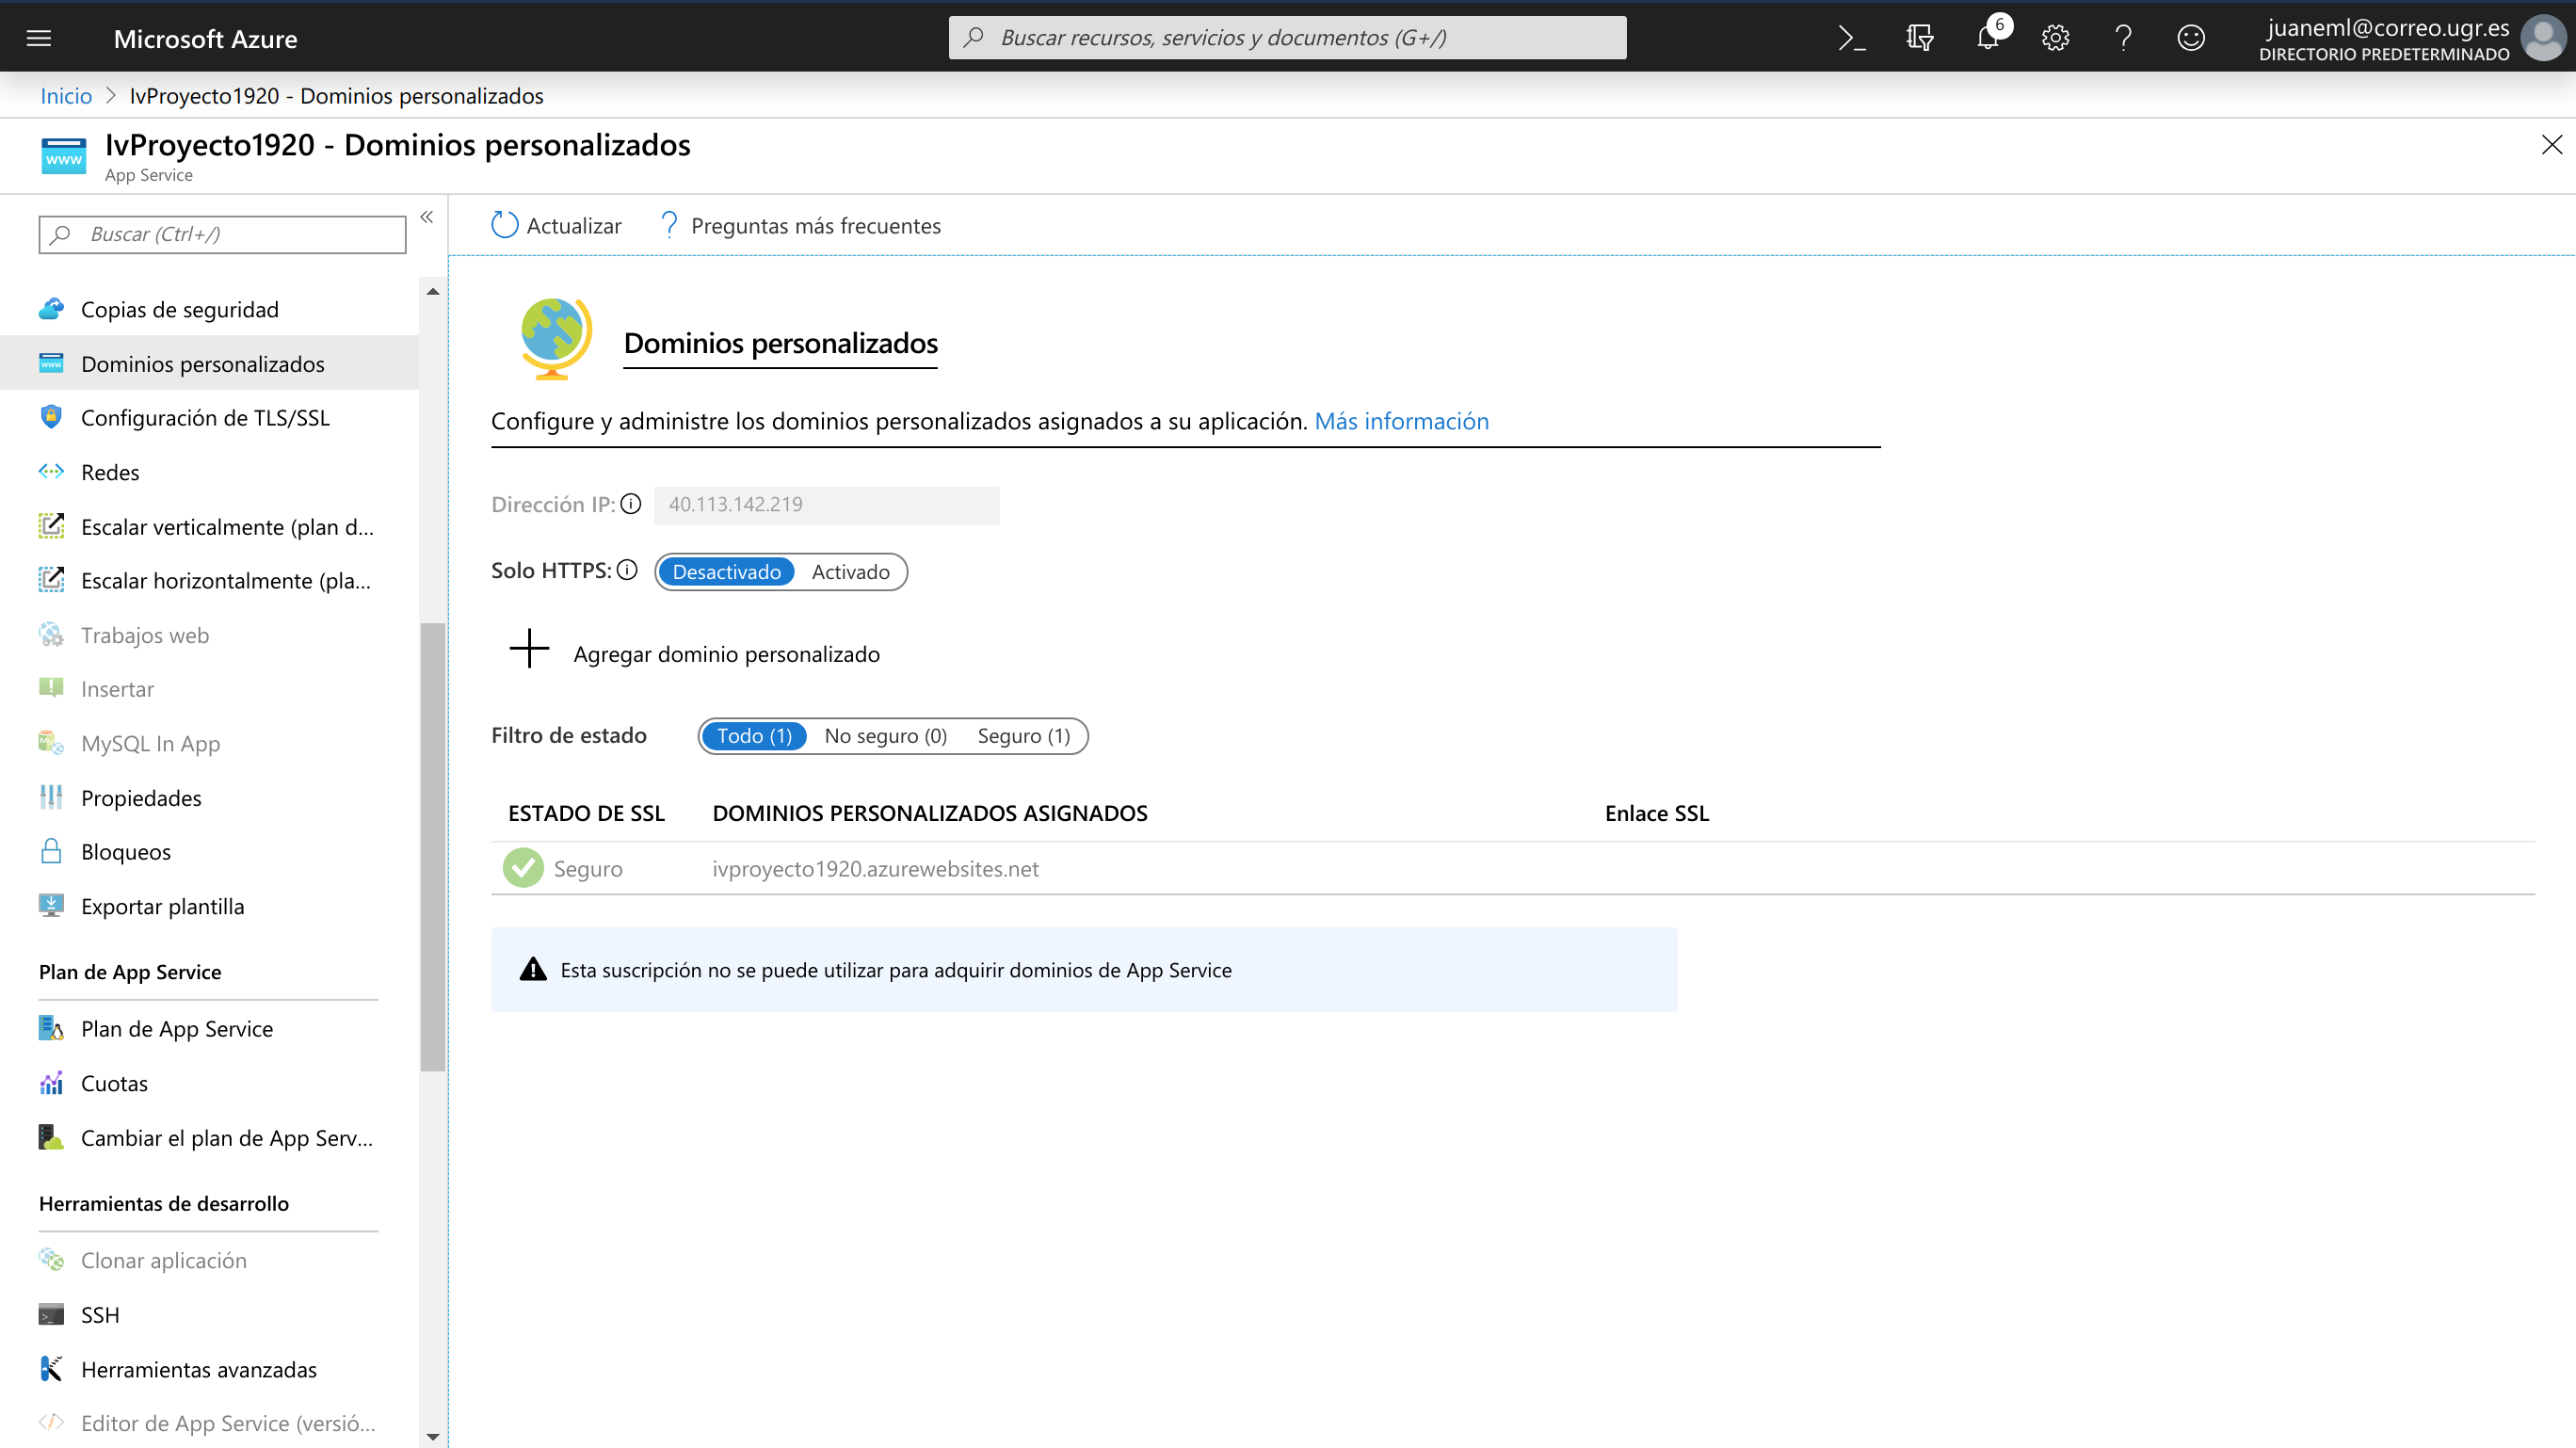 Microsoft Azure
Buscar recursos, servicios y documentos (G+/)
6
juaneml@correo.ugr.es
DIRECTORIO PREDETERMINADO
Inicio > IvProyecto1920 - Dominios personalizados
www
IvProyecto1920 - Dominios personalizados
App Service
Buscar (Ctrl+/)
«
Actualizar
? Preguntas más frecuentes
Copias de seguridad
Dominios personalizados
Configuración de TLS/SSL
Redes
Escalar verticalmente (plan d...
Escalar horizontalmente (pla...
Trabajos web
Insertar
MySQL In App
Propiedades
Bloqueos
Exportar plantilla
Plan de App Service
Plan de App Service
Cuotas
Cambiar el plan de App Serv...
Herramientas de desarrollo
Clonar aplicación
SSH
Herramientas avanzadas
Editor de App Service (versió...
Dominios personalizados
Configure y administre los dominios personalizados asignados a su aplicación. Más información
Dirección IP: 40.113.142.219
Solo HTTPS: Desactivado Activado
Agregar dominio personalizado
Filtro de estado Todo (1) No seguro (0) Seguro (1)
ESTADO DE SSL DOMINIOS PERSONALIZADOS ASIGNADOS Enlace SSL
Seguro ivproyecto1920.azurewebsites.net
Esta suscripción no se puede utilizar para adquirir dominios de App Service